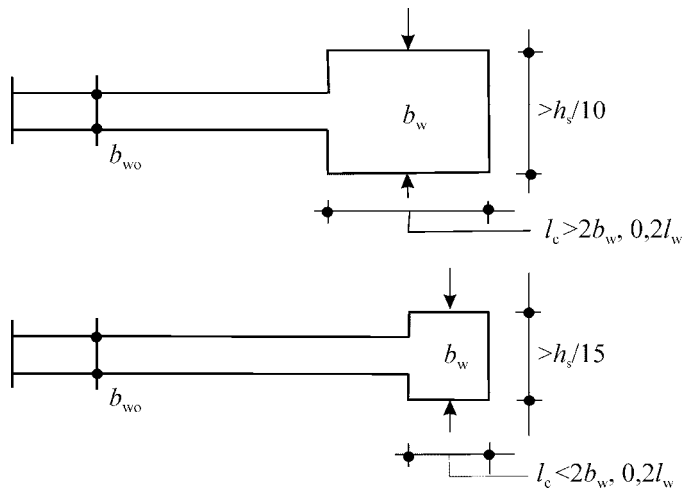 b_w
>h_s/10
b_wo
l_c>2b_w, 0,2l_w
b_w
>h_s/15
b_wo
l_c<2b_w, 0,2l_w